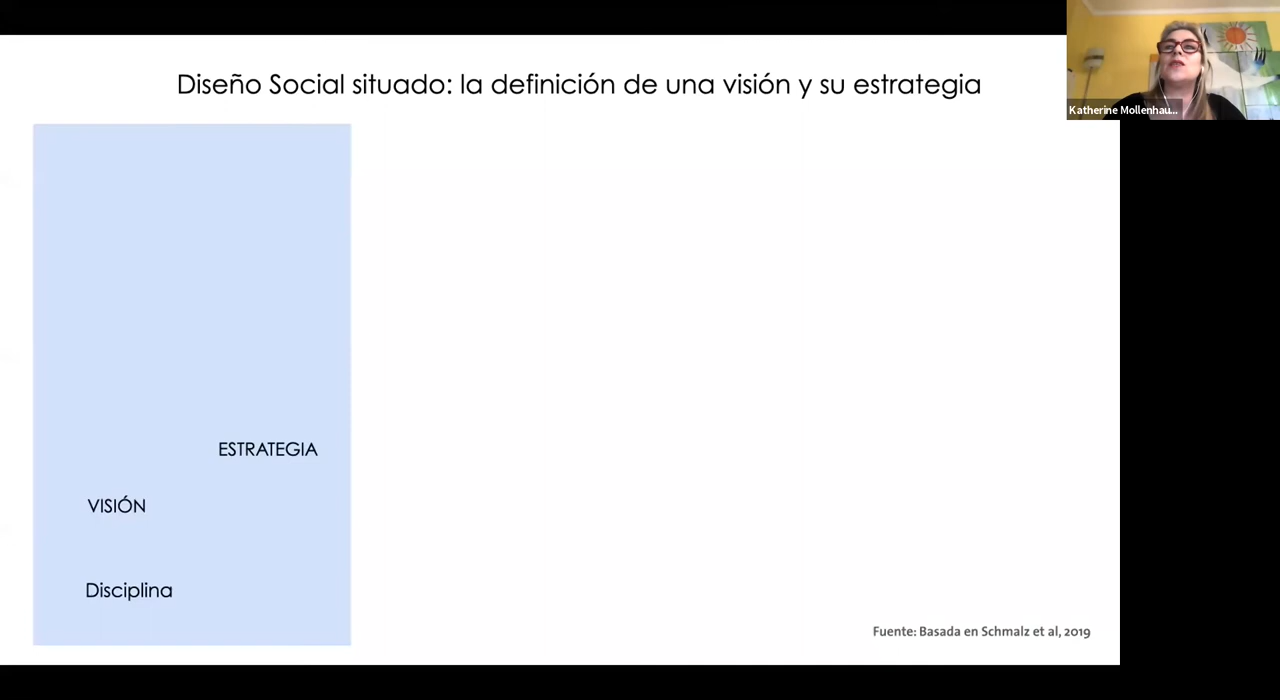 Diseño Social situado: la definición de una visión y su estrategia
Katherine Mollenhau...
ESTRATEGIA
VISIÓN
Disciplina
Fuente: Basada en Schmalz et al, 2019